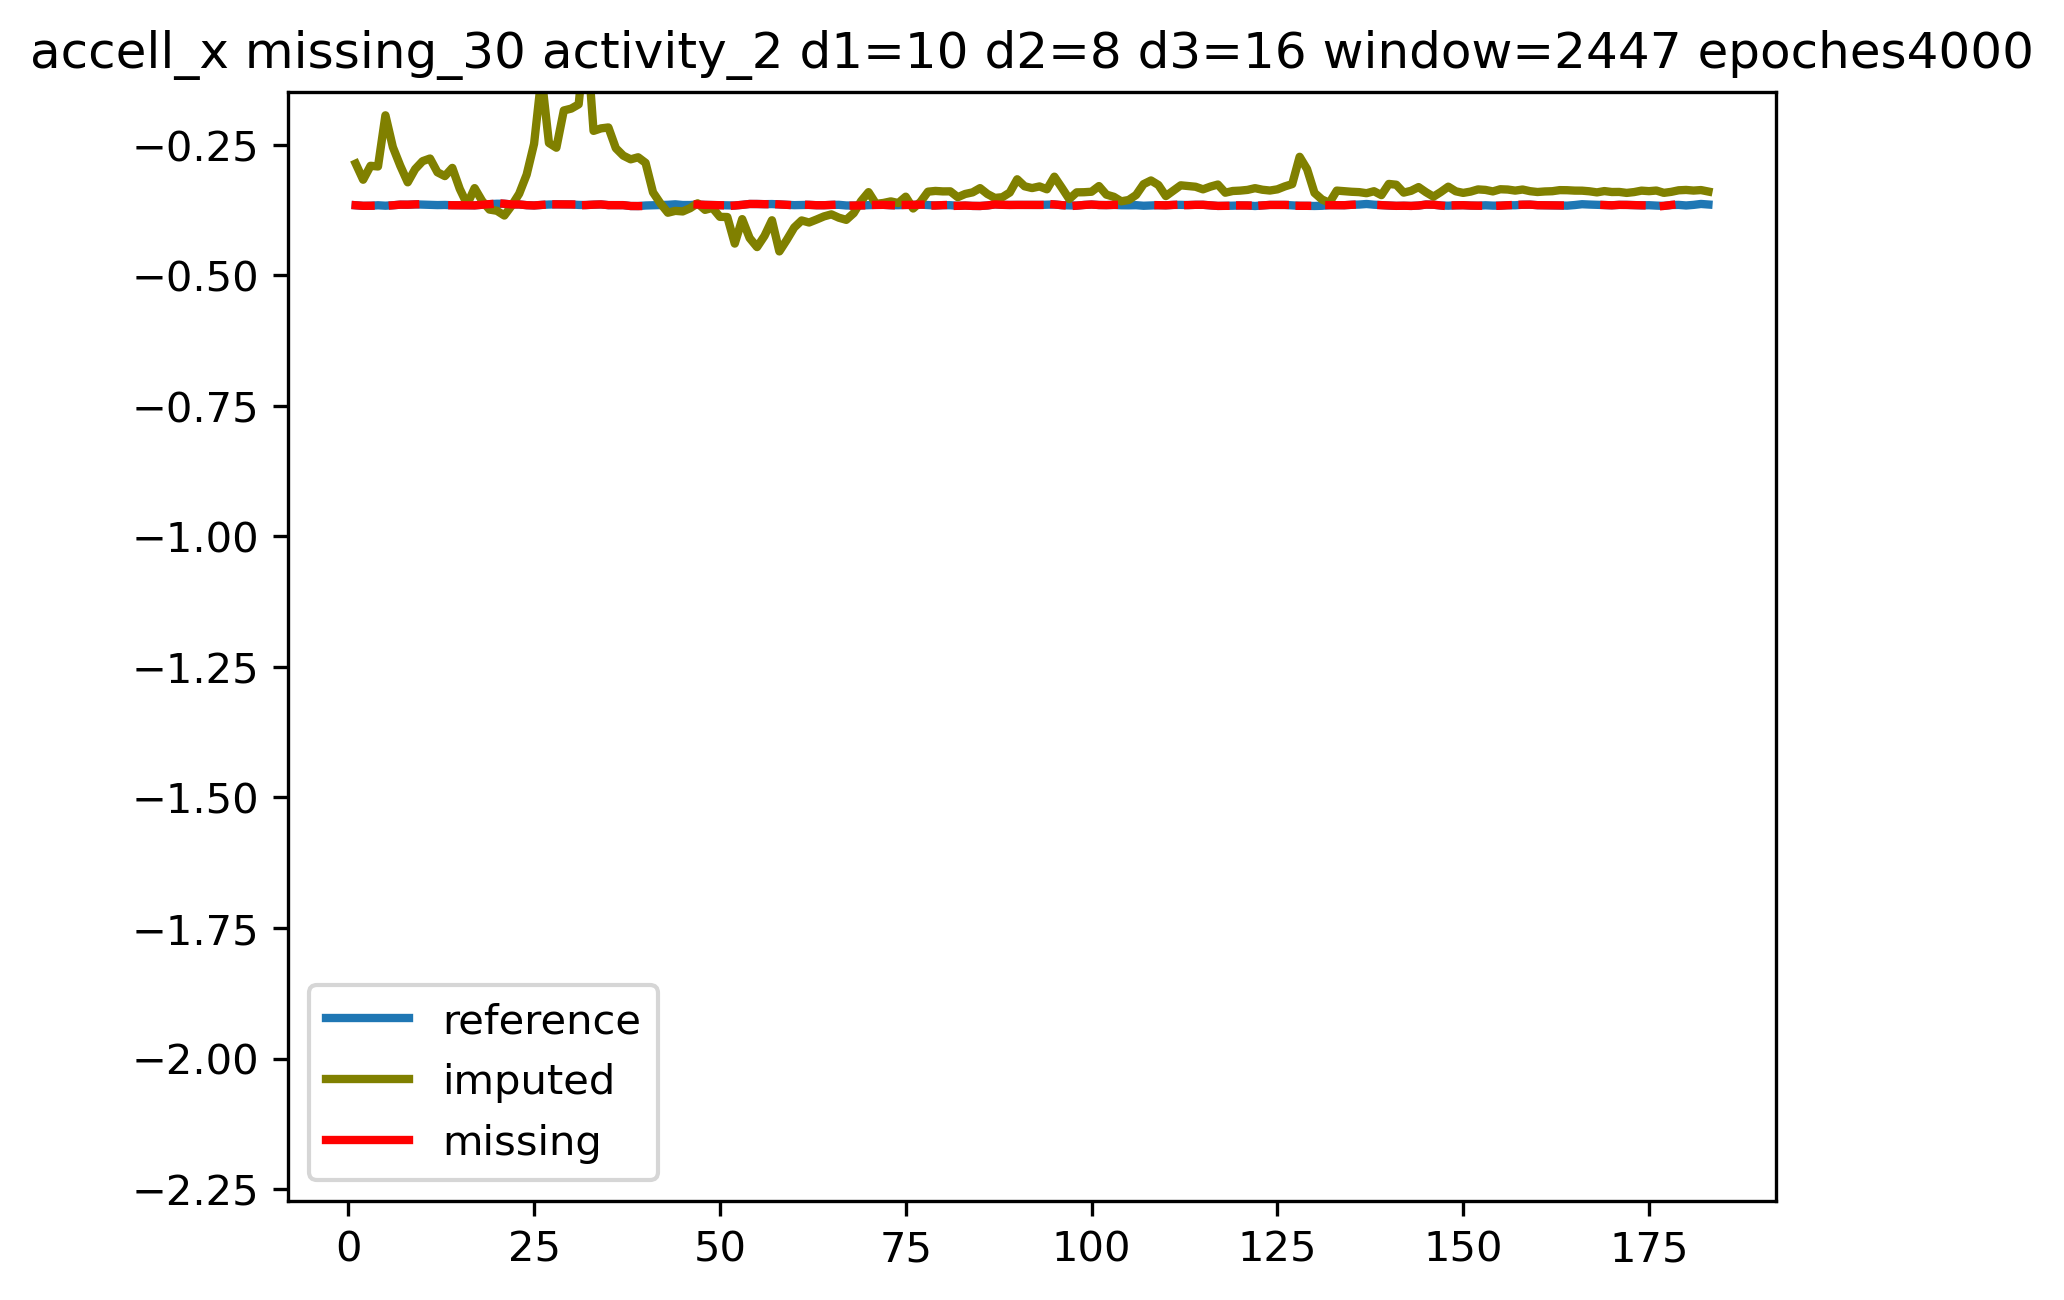 accell_x missing_30 activity_2 d1=10 d2=8 d3=16 window=2447 epoches4000
−0.25
−0.50
−0.75
−1.00
−1.25
−1.50
−1.75
−2.00
−2.25
reference
imputed
missing
0 25 50 75 100 125 150 175